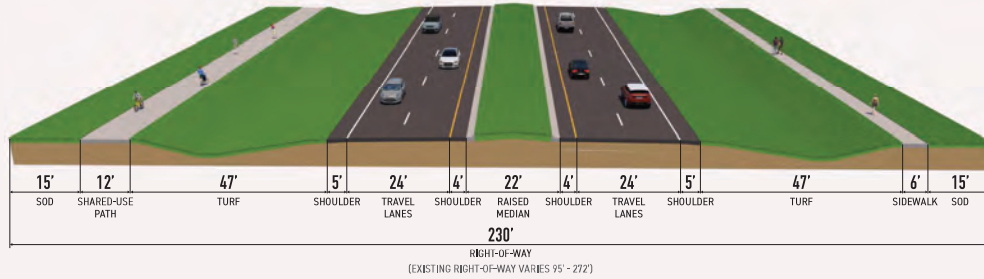 15' 12' 47' 5' 24' 4' 22' 4' 24' 5' 47' 6' 15'
SOD SHARED-USE PATH TURF SHOULDER TRAVEL LANES SHOULDER RAISED MEDIAN SHOULDER TRAVEL LANES SHOULDER TURF SIDEWALK SOD
230'
RIGHT-OF-WAY
(EXISTING RIGHT-OF-WAY VARIES 95' - 272')